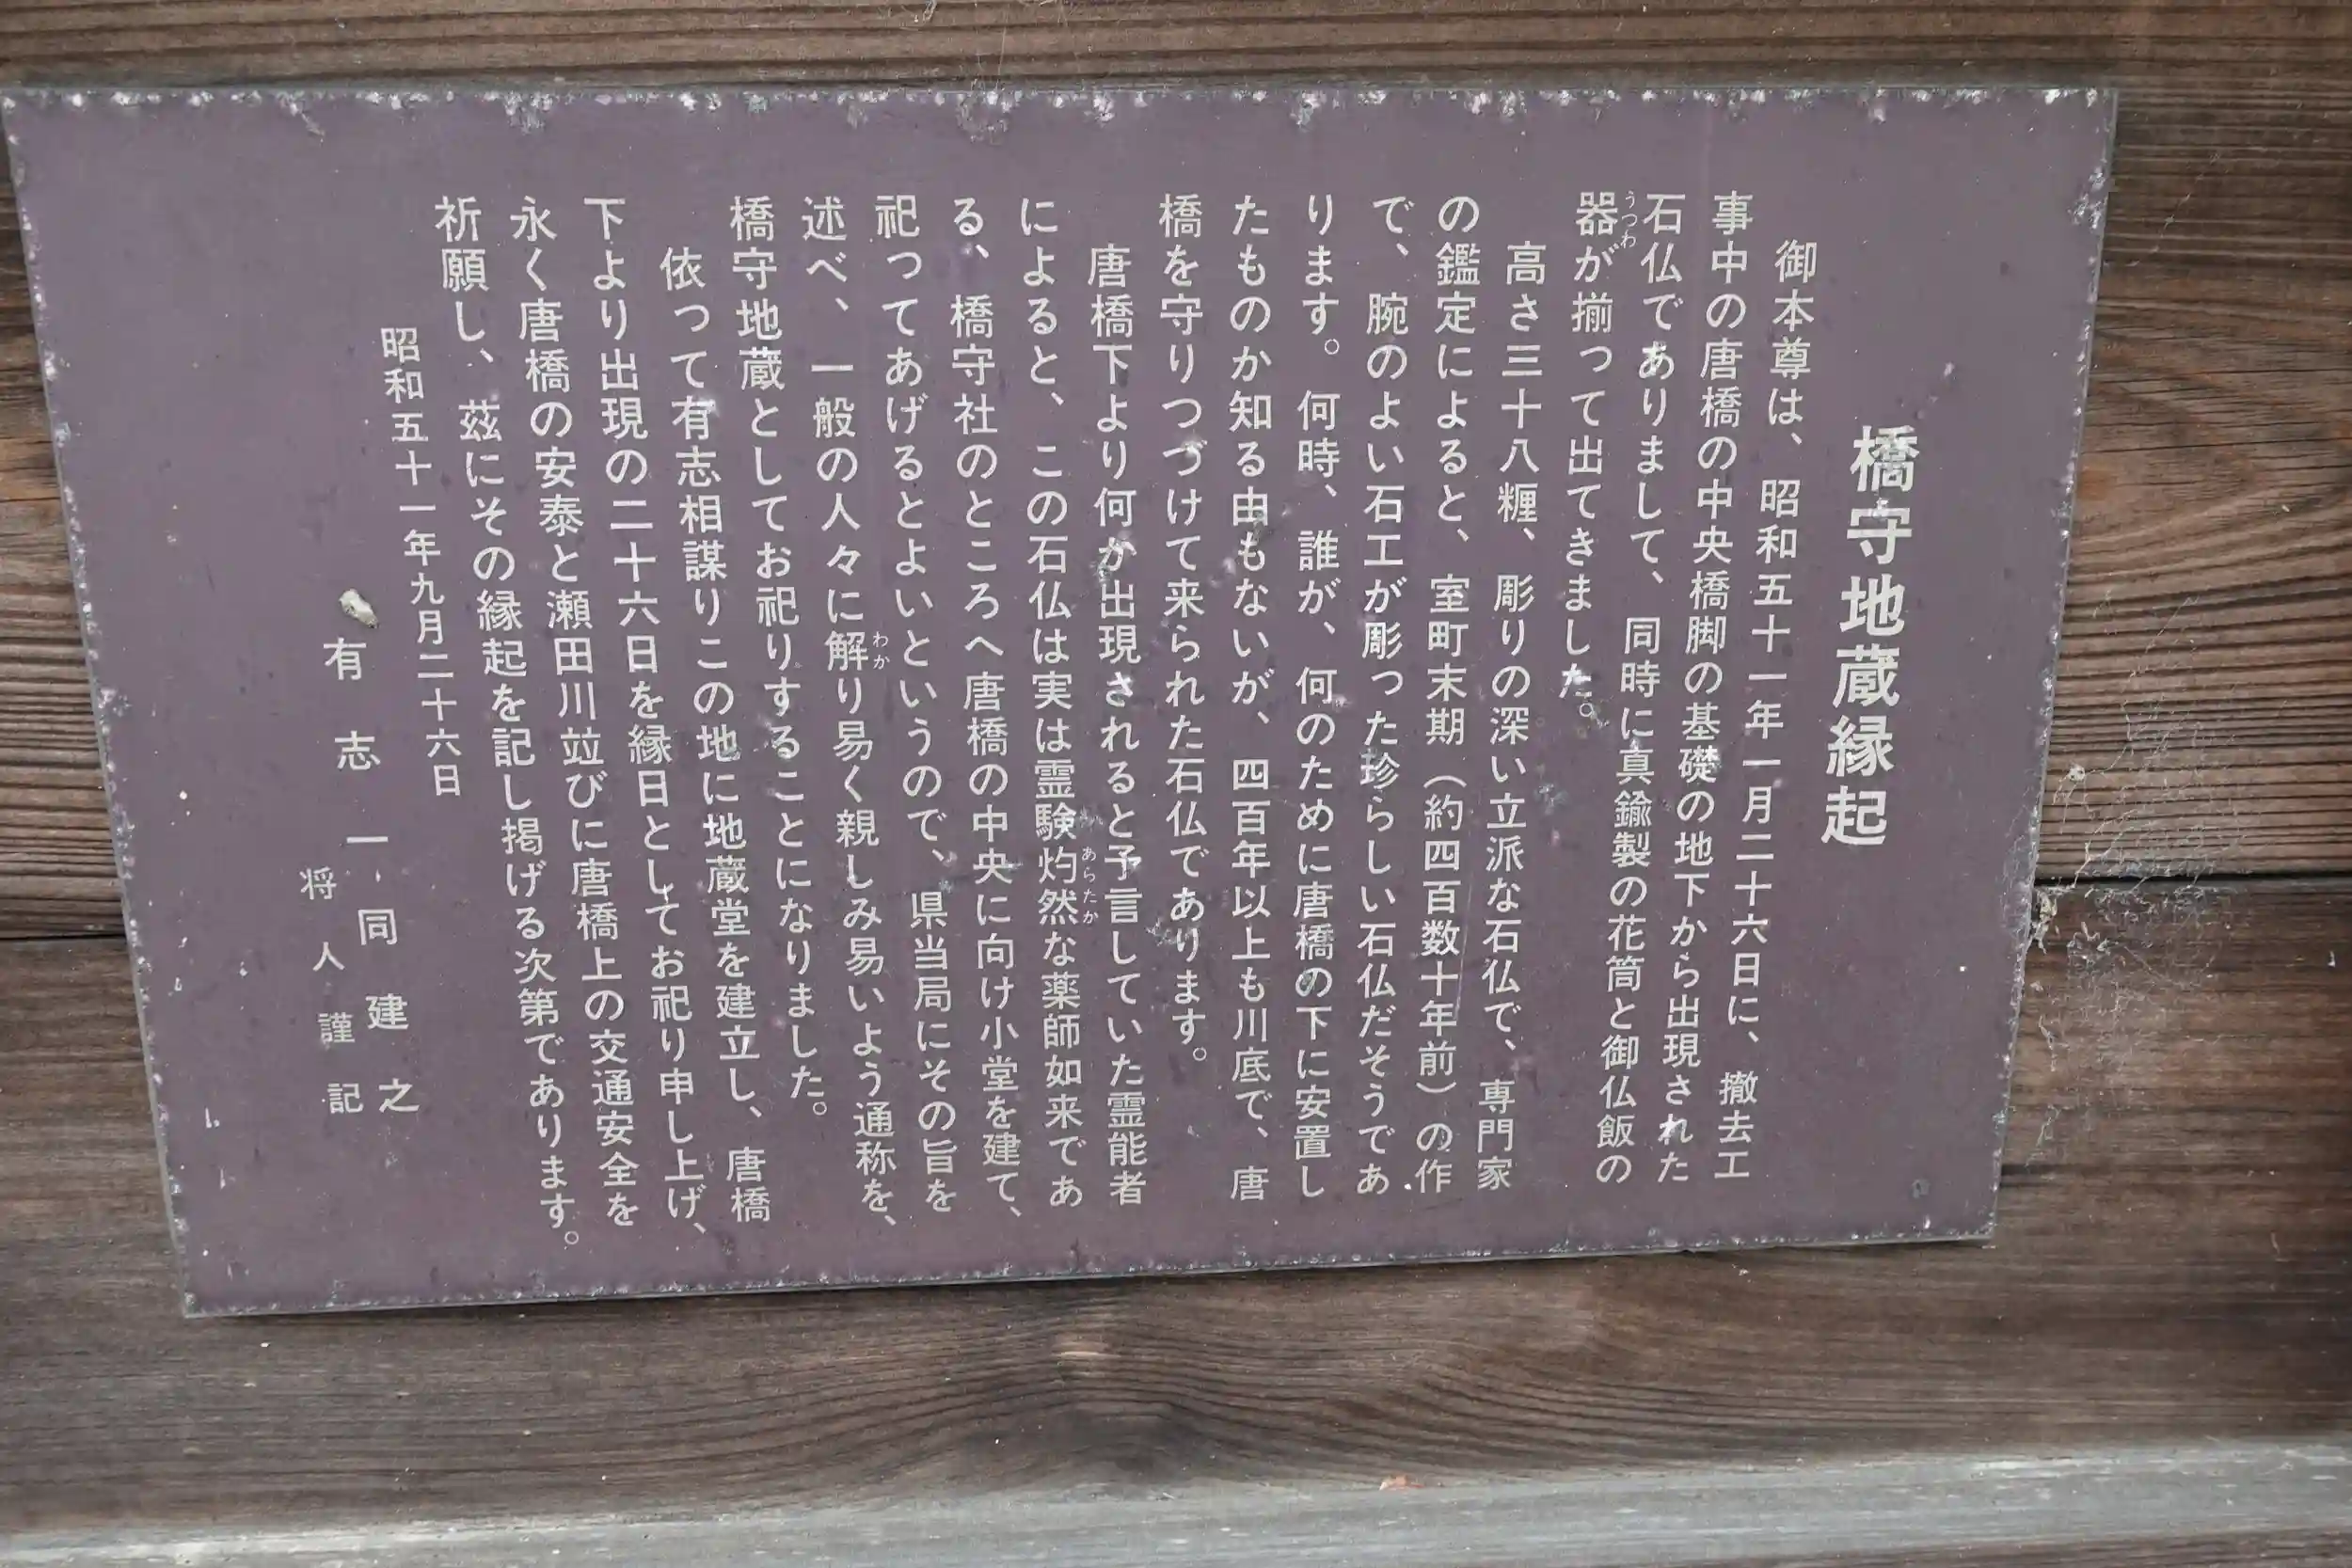 橋守地蔵縁起
御本尊は、昭和五十一年一月二十六日に、撤去工
事中の唐橋の中央橋脚の基礎の地下から出現された
石仏でありまして、同時に真鍮製の花筒と御仏飯の
器が揃って出てきました。
うつわ
高さ三十八糎、彫りの深い立派な石仏で、専門家
の鑑定によると、室町末期（約四百数十年前）の作
で、腕のよい石工が彫った珍らしい石仏だそうであ
ります。何時、誰が、何のために唐橋の下に安置し
たものか知る由もないが、四百年以上も川底で、唐
橋を守りつづけて来られた石仏であります。
唐橋下より何か出現されると予言していた霊能者
によると、この石仏は実は霊験灼然な薬師如来であ
あらたか
る、橋守社のところへ唐橋の中央に向け小堂を建て、
祀ってあげるとよいというので、県当局にその旨を
述べ、一般の人々に解り易く親しみ易いよう通称を、
わか
橋守地蔵としてお祀りすることになりました。
依って有志相謀りこの地に地蔵堂を建立し、唐橋
下より出現の二十六日を縁日としてお祀り申し上げ、
永く唐橋の安泰と瀬田川竝びに唐橋上の交通安全を
祈願し、茲にその縁起を記し掲げる次第であります。
昭和五十一年九月二十六日
有志一同建之
将人謹記